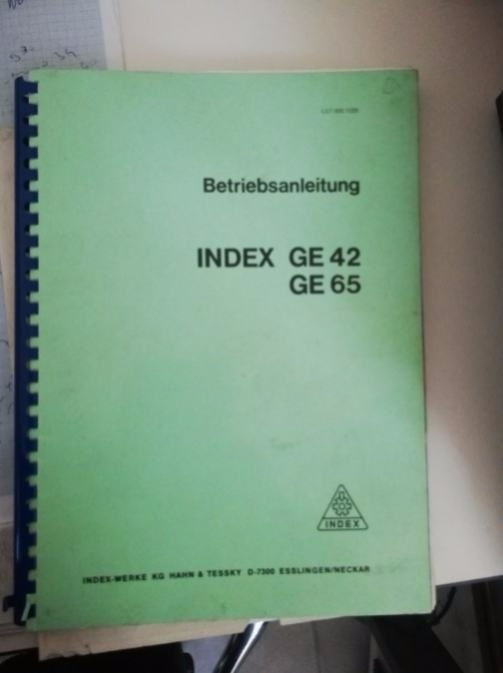 Betriebsanleitung
INDEX GE 42
GE 65
INDEX
INDEX-WERKE KG HAHN & TESSKY D-7300 ESSLINGEN/NECKAR